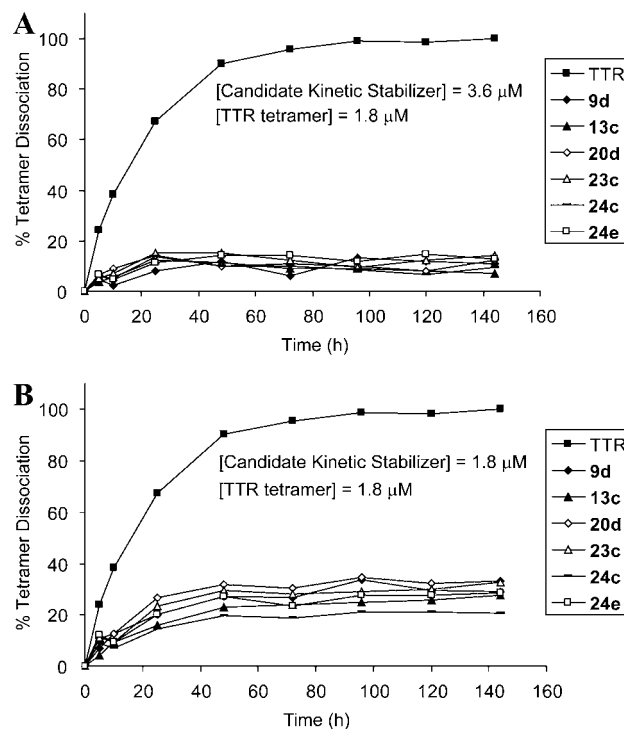 A
% Tetramer Dissociation
100
80
60
40
20
0
[Candidate Kinetic Stabilizer] = 3.6 μM
[TTR tetramer] = 1.8 μM
0 20 40 60 80 100 120 140 160
Time (h)
TTR
9d
13c
20d
23c
24c
24e
B
% Tetramer Dissociation
100
80
60
40
20
0
[Candidate Kinetic Stabilizer] = 1.8 μM
[TTR tetramer] = 1.8 μM
0 20 40 60 80 100 120 140 160
Time (h)
TTR
9d
13c
20d
23c
24c
24e